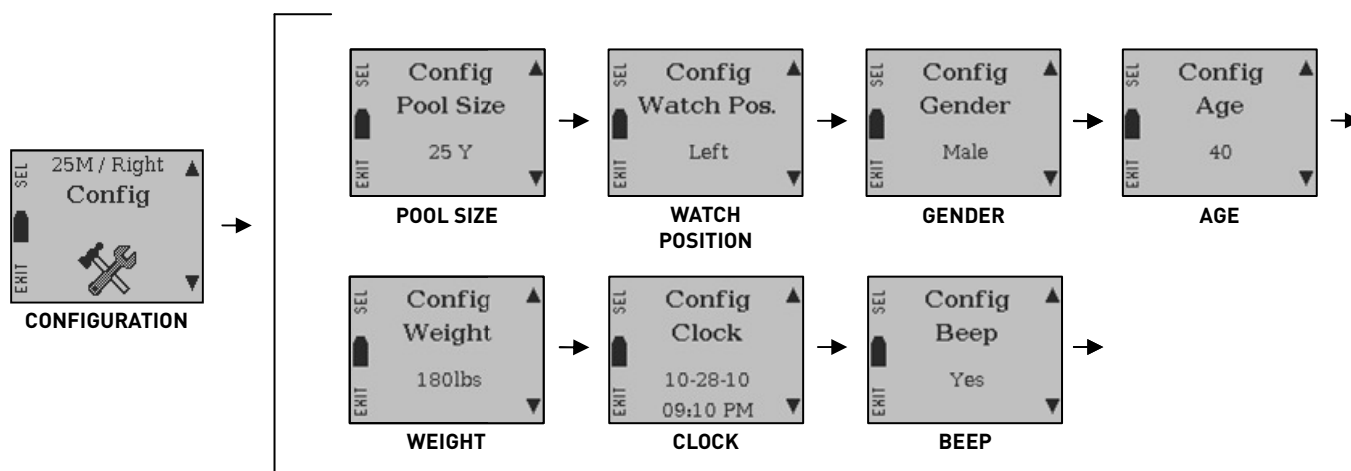 25M / Right
Config
SEL
EXIT
CONFIGURATION
Config
Pool Size
25 Y
SEL
EXIT
POOL SIZE
Config
Watch Pos.
Left
SEL
EXIT
WATCH
POSITION
Config
Gender
Male
SEL
EXIT
GENDER
Config
Age
40
SEL
EXIT
AGE
Config
Weight
180lbs
SEL
EXIT
WEIGHT
Config
Clock
10-28-10
09:10 PM
SEL
EXIT
CLOCK
Config
Beep
Yes
SEL
EXIT
BEEP